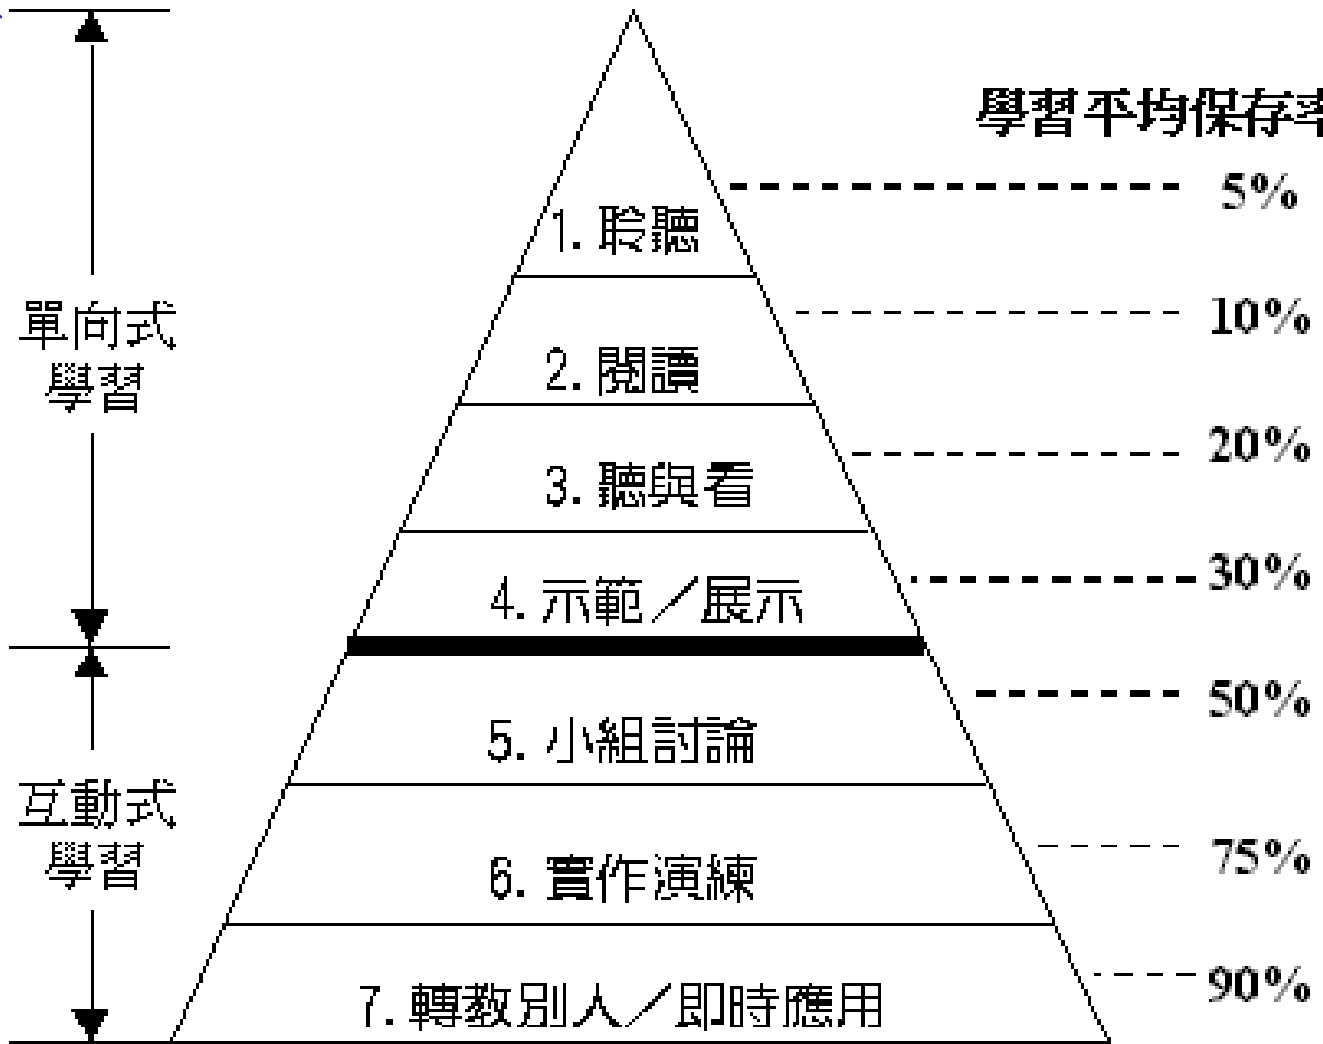 學習平均保存率
5%
1. 聆聽
10%
單向式
學習
2. 閱讀
20%
3. 聽與看
30%
4. 示範／展示
50%
5. 小組討論
互動式
學習
75%
6. 實作演練
90%
7. 轉教別人／即時應用